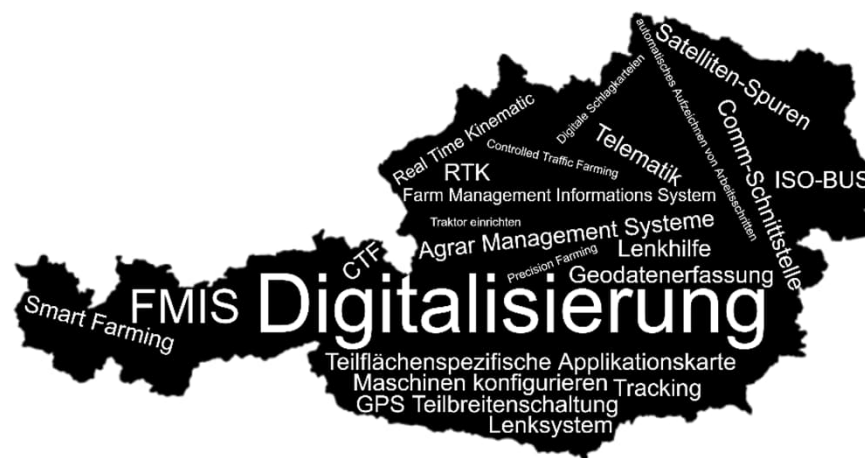 Satelliten-Spuren
automatisches Aufzeichnen von Arbeitsschritten
Digitale Schlagkarteien
Real Time Kinematic
Comm-Schnittstelle
Telematik
Controlled Traffic Farming
RTK
ISO-BUS
Farm Management Informations System
Traktor einrichten
Agrar Management Systeme
Lenkhilfe
CTF
Precision Farming
Geodatenerfassung
Smart Farming
FMIS
Digitalisierung
Teilflächenspezifische Applikationskarte
Maschinen konfigurieren
Tracking
GPS Teilbreitenschaltung
Lenksystem